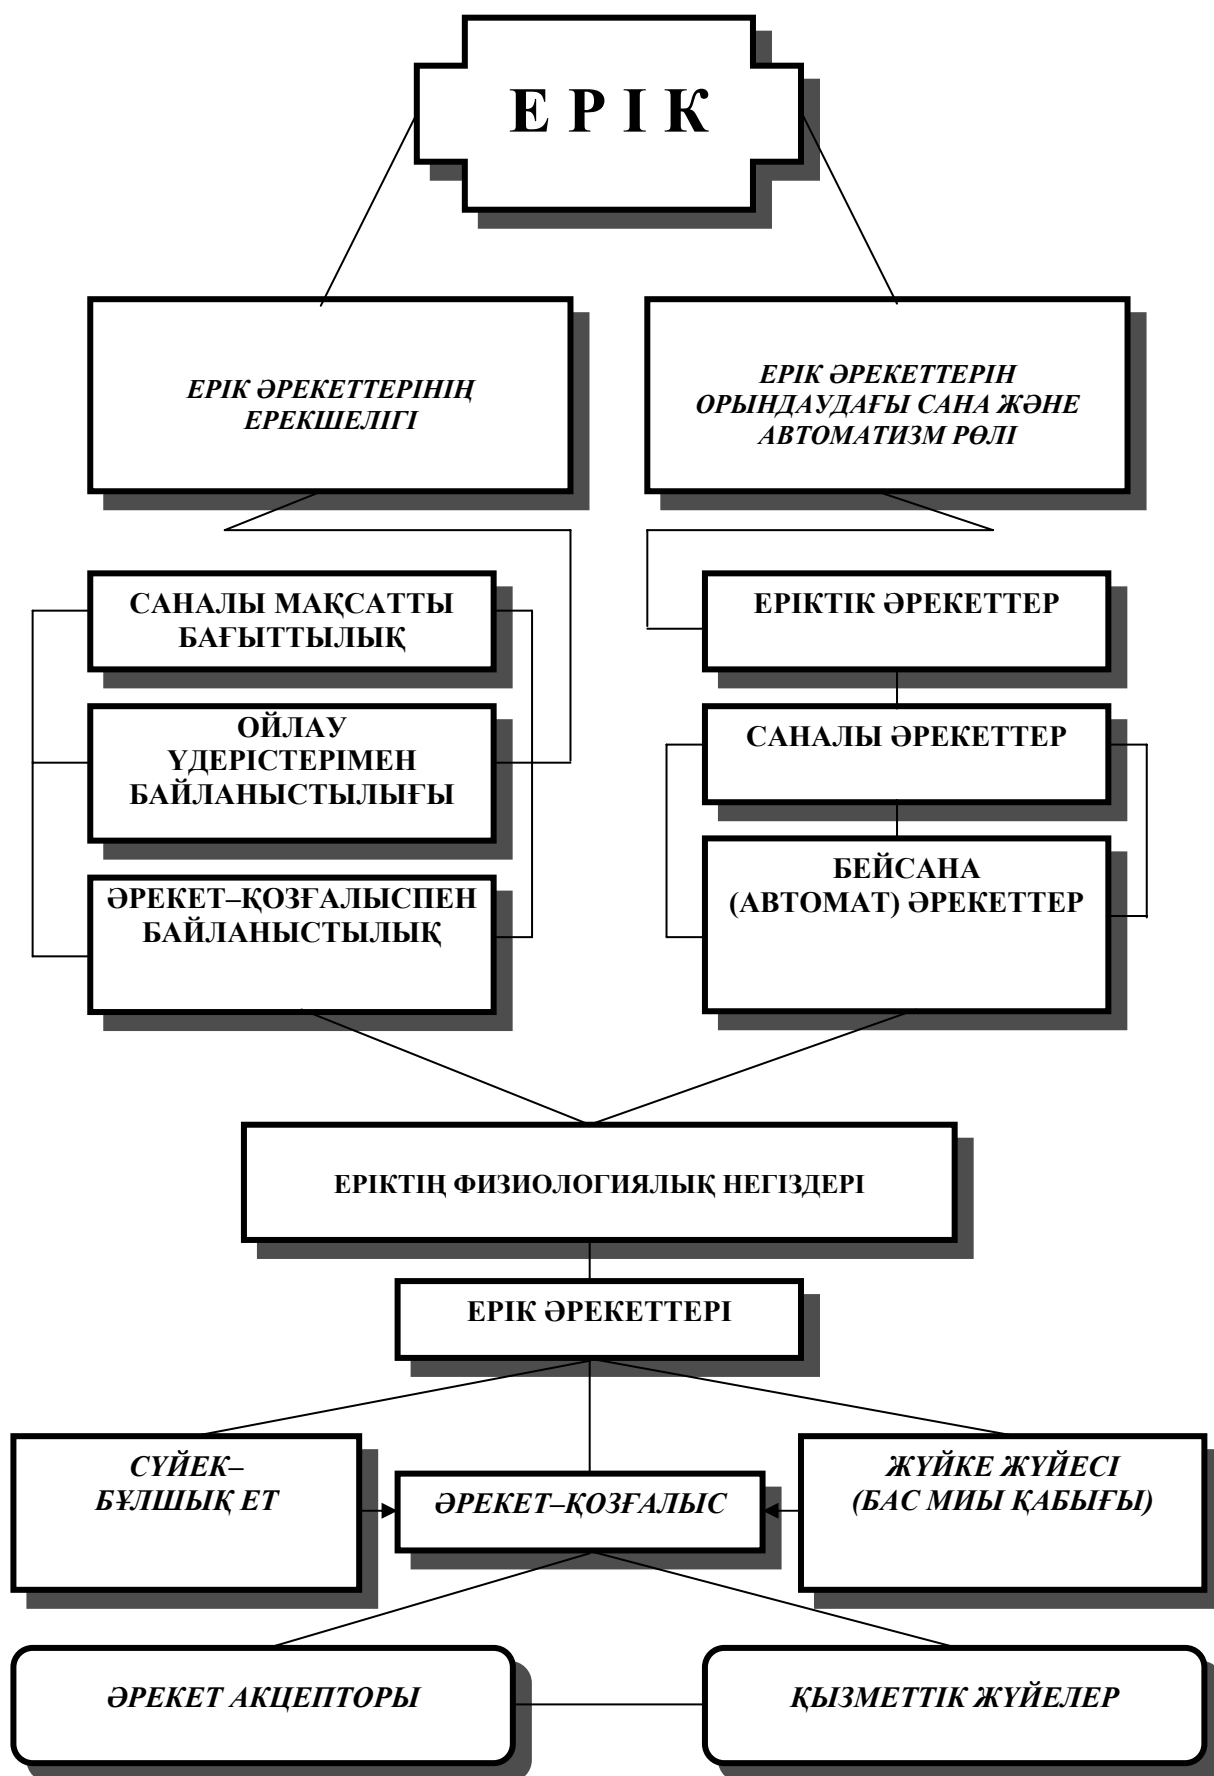 Е Р І К
ЕРІК ӘРЕКЕТТЕРІНІҢ
ЕРЕКШЕЛІГІ
ЕРІК ӘРЕКЕТТЕРІН
ОРЫНДАУДАҒЫ САНА ЖӘНЕ
АВТОМАТИЗМ РӨЛІ
САНАЛЫ МАҚСАТТЫ
БАҒЫТТЫЛЫҚ
ОЙЛАУ
ҮДЕРІСТЕРІМЕН
БАЙЛАНЫСТЫЛЫҒЫ
ӘРЕКЕТ–ҚОЗҒАЛЫСПЕН
БАЙЛАНЫСТЫЛЫҚ
ЕРІКТІК ӘРЕКЕТТЕР
САНАЛЫ ӘРЕКЕТТЕР
БЕЙСАНА
(АВТОМАТ) ӘРЕКЕТТЕР
ЕРІКТІҢ ФИЗИОЛОГИЯЛЫҚ НЕГІЗДЕРІ
ЕРІК ӘРЕКЕТТЕРІ
СҮЙЕК–
БҰЛШЫҚ ЕТ
ӘРЕКЕТ–ҚОЗҒАЛЫС
ЖҮЙКЕ ЖҮЙЕСІ
(БАС МИЫ ҚАБЫҒЫ)
ӘРЕКЕТ АКЦЕПТОРЫ
ҚЫЗМЕТТІК ЖҮЙЕЛЕР